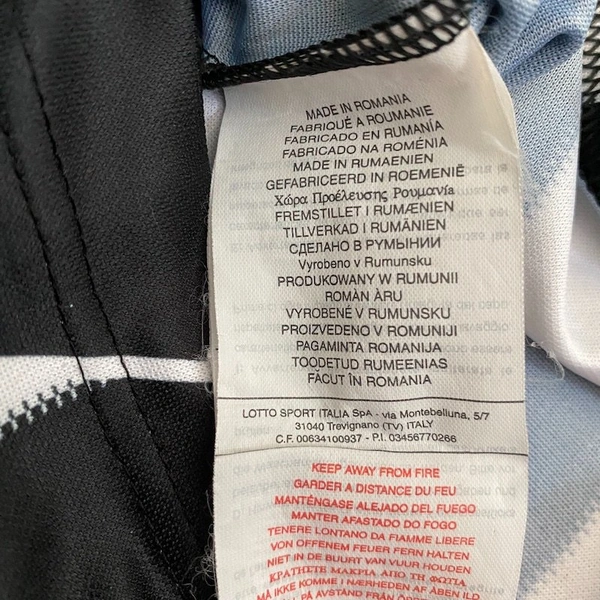 MADE IN ROMANIA
FABRIQUÉ A ROUMANIE
FABRICADO EN RUMANÍA
FABRICADO NA ROMÉNIA
MADE IN RUMAENIEN
GEFABRICEERD IN ROEMENIË
Χώρα Προέλευσης Ρουμανία
FREMSTILLET I RUMÆNIEN
TILLVERKAD I RUMÄNIEN
СДЕЛАНО В РУМЫНИИ
Vyrobeno v Rumunsku
PRODUKOWANY W RUMUNII
ROMÁN ÀRU
VYROBENÉ V RUMUNSKU
PROIZVEDENO V ROMUNIJI
PAGAMINTA ROMANIJA
TOODETUD RUMEENIAS
FĂCUT ÎN ROMANIA
LOTTO SPORT ITALIA SpA - via Montebelluna, 5/7
31040 Trevignano (TV) ITALY
C.F. 00634100937 - P.I. 03456770266
KEEP AWAY FROM FIRE
GARDER A DISTANCE DU FEU
MANTÉNGASE ALEJADO DEL FUEGO
MANTER AFASTADO DO FOGO
TENERE LONTANO DA FIAMME LIBERE
VON OFFENEM FEUER FERN HALTEN
NIET IN DE BUURT VAN VUUR HOUDEN
ΚΡΑΤΗΣΤΕ ΜΑΚΡΙΑ ΑΠΟ ΤΗ ΦΩΤΙΑ
MÅ IKKE KOMME I NÆRHEDEN AF ÅBEN ILD